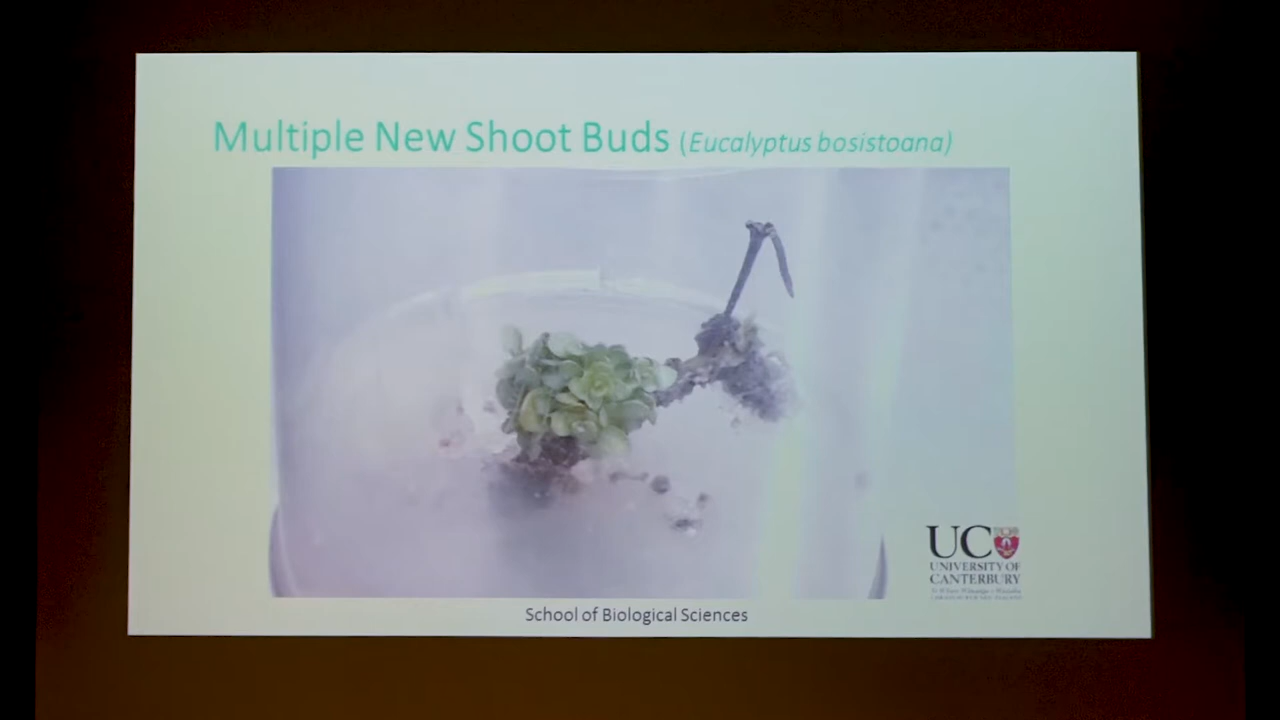 Multiple New Shoot Buds (Eucalyptus bosistoana)
UC
UNIVERSITY OF
CANTERBURY
School of Biological Sciences